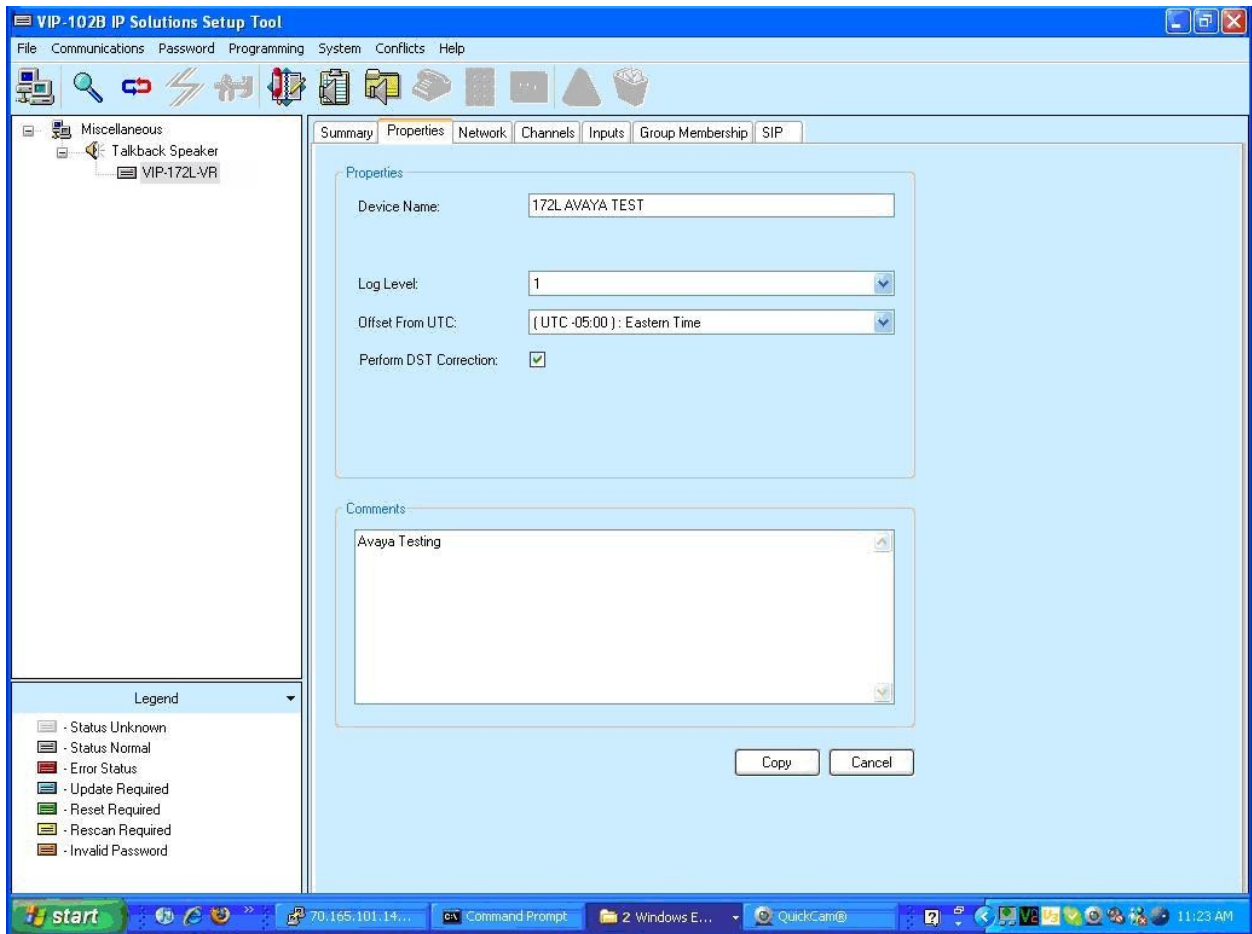 VIP-102B IP Solutions Setup Tool
File Communications Password Programming System Conflicts Help
Miscellaneous
Talkback Speaker
VIP-172L-VR
Summary Properties Network Channels Inputs Group Membership SIP
Properties
Device Name: 172L AVAYA TEST
Log Level: 1
Offset From UTC: ( UTC -05:00 ) : Eastern Time
Perform DST Correction:
Comments
Avaya Testing
Copy Cancel
Legend
- Status Unknown
- Status Normal
- Error Status
- Update Required
- Reset Required
- Rescan Required
- Invalid Password
start 70.165.101.14... Command Prompt 2 Windows E... QuickCam® 11:23 AM